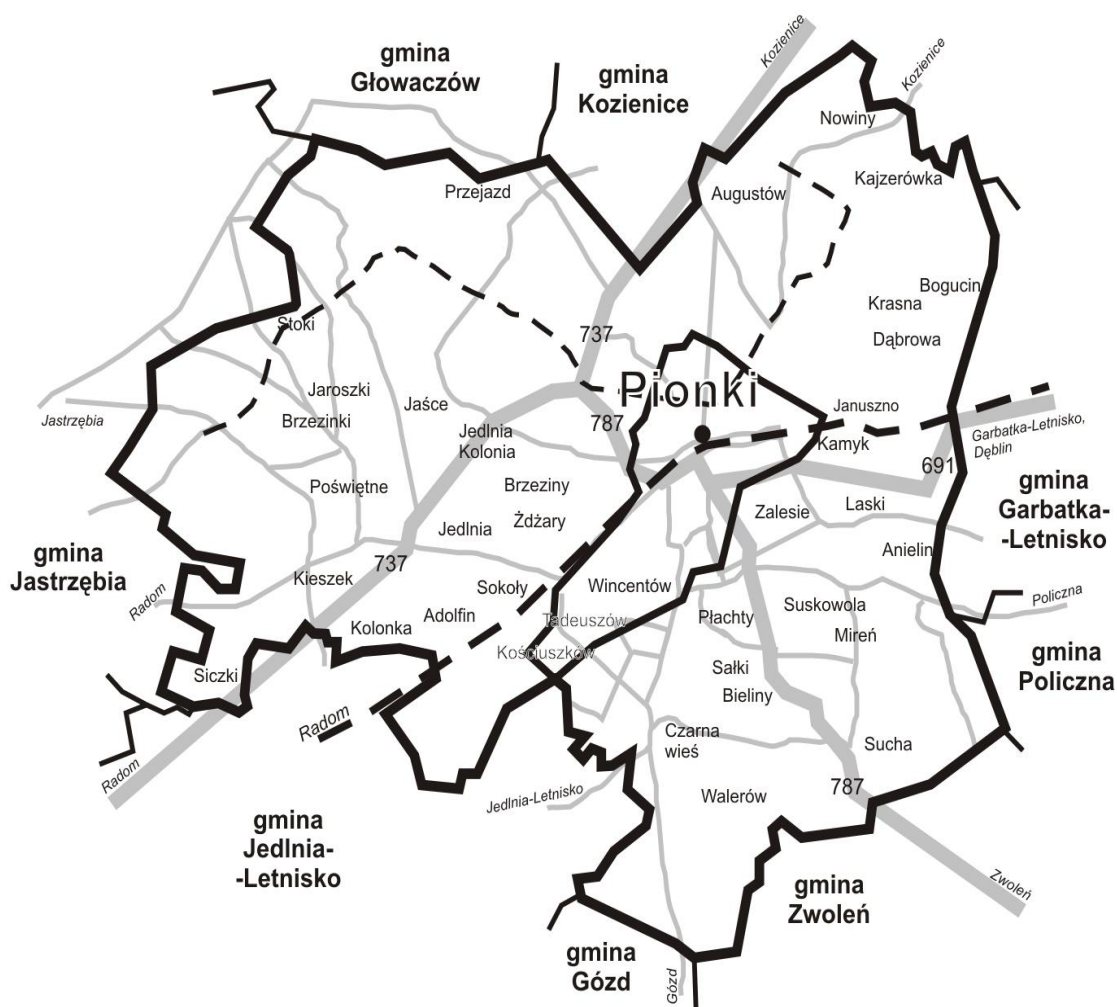 gmina
Głowaczów
gmina
Kozienice
Kozienice
Kozienice
Nowiny
Kajzerówka
Przejazd
Augustów
Bogucin
Krasna
Dąbrowa
Stoki
737
Pionki
Jaroszki
Brzezinki
Jaśce
Jastrzębia
787
Januszno
Jedlnia
Kolonia
Kamyk
Garbatka-Letnisko,
Dęblin
691
Poświętne
Brzeziny
Żdżary
Jedlnia
Zalesie
Laski
gmina
Garbatka-
-Letnisko
Anielin
gmina
Jastrzębia
Radom
Kieszek
737
Sokoły
Wincentów
Adolfin
Kolonka
Tadeuszów
Kościuszków
Płachty
Suskowola
Mireń
Policzna
gmina
Policzna
Siczki
Sałki
Bieliny
Radom
Radom
Czarna
wieś
Sucha
Jedlnia-Letnisko
Walerów
787
gmina
Jedlnia-
-Letnisko
Zwoleń
gmina
Zwoleń
gmina
Gózd
Gózd